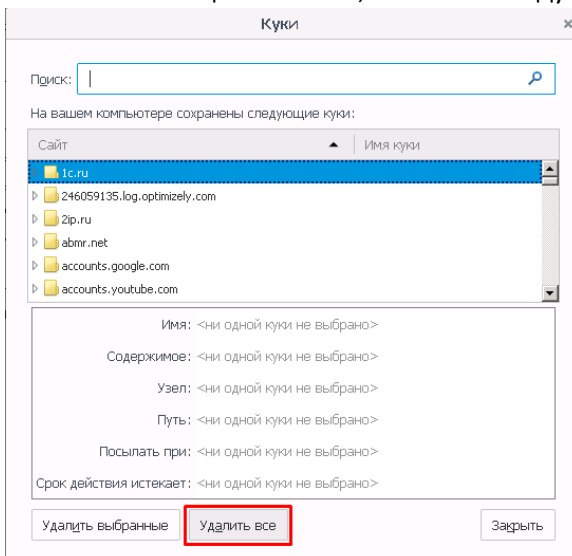 Куки
Поиск:
На вашем компьютере сохранены следующие куки:
Сайт Имя куки
1c.ru
246059135.log.optimizely.com
2ip.ru
abmr.net
accounts.google.com
accounts.youtube.com
Имя: <ни одной куки не выбрано>
Содержимое: <ни одной куки не выбрано>
Узел: <ни одной куки не выбрано>
Путь: <ни одной куки не выбрано>
Посылать при: <ни одной куки не выбрано>
Срок действия истекает: <ни одной куки не выбрано>
Удалить выбранные Удалить все Закрыть